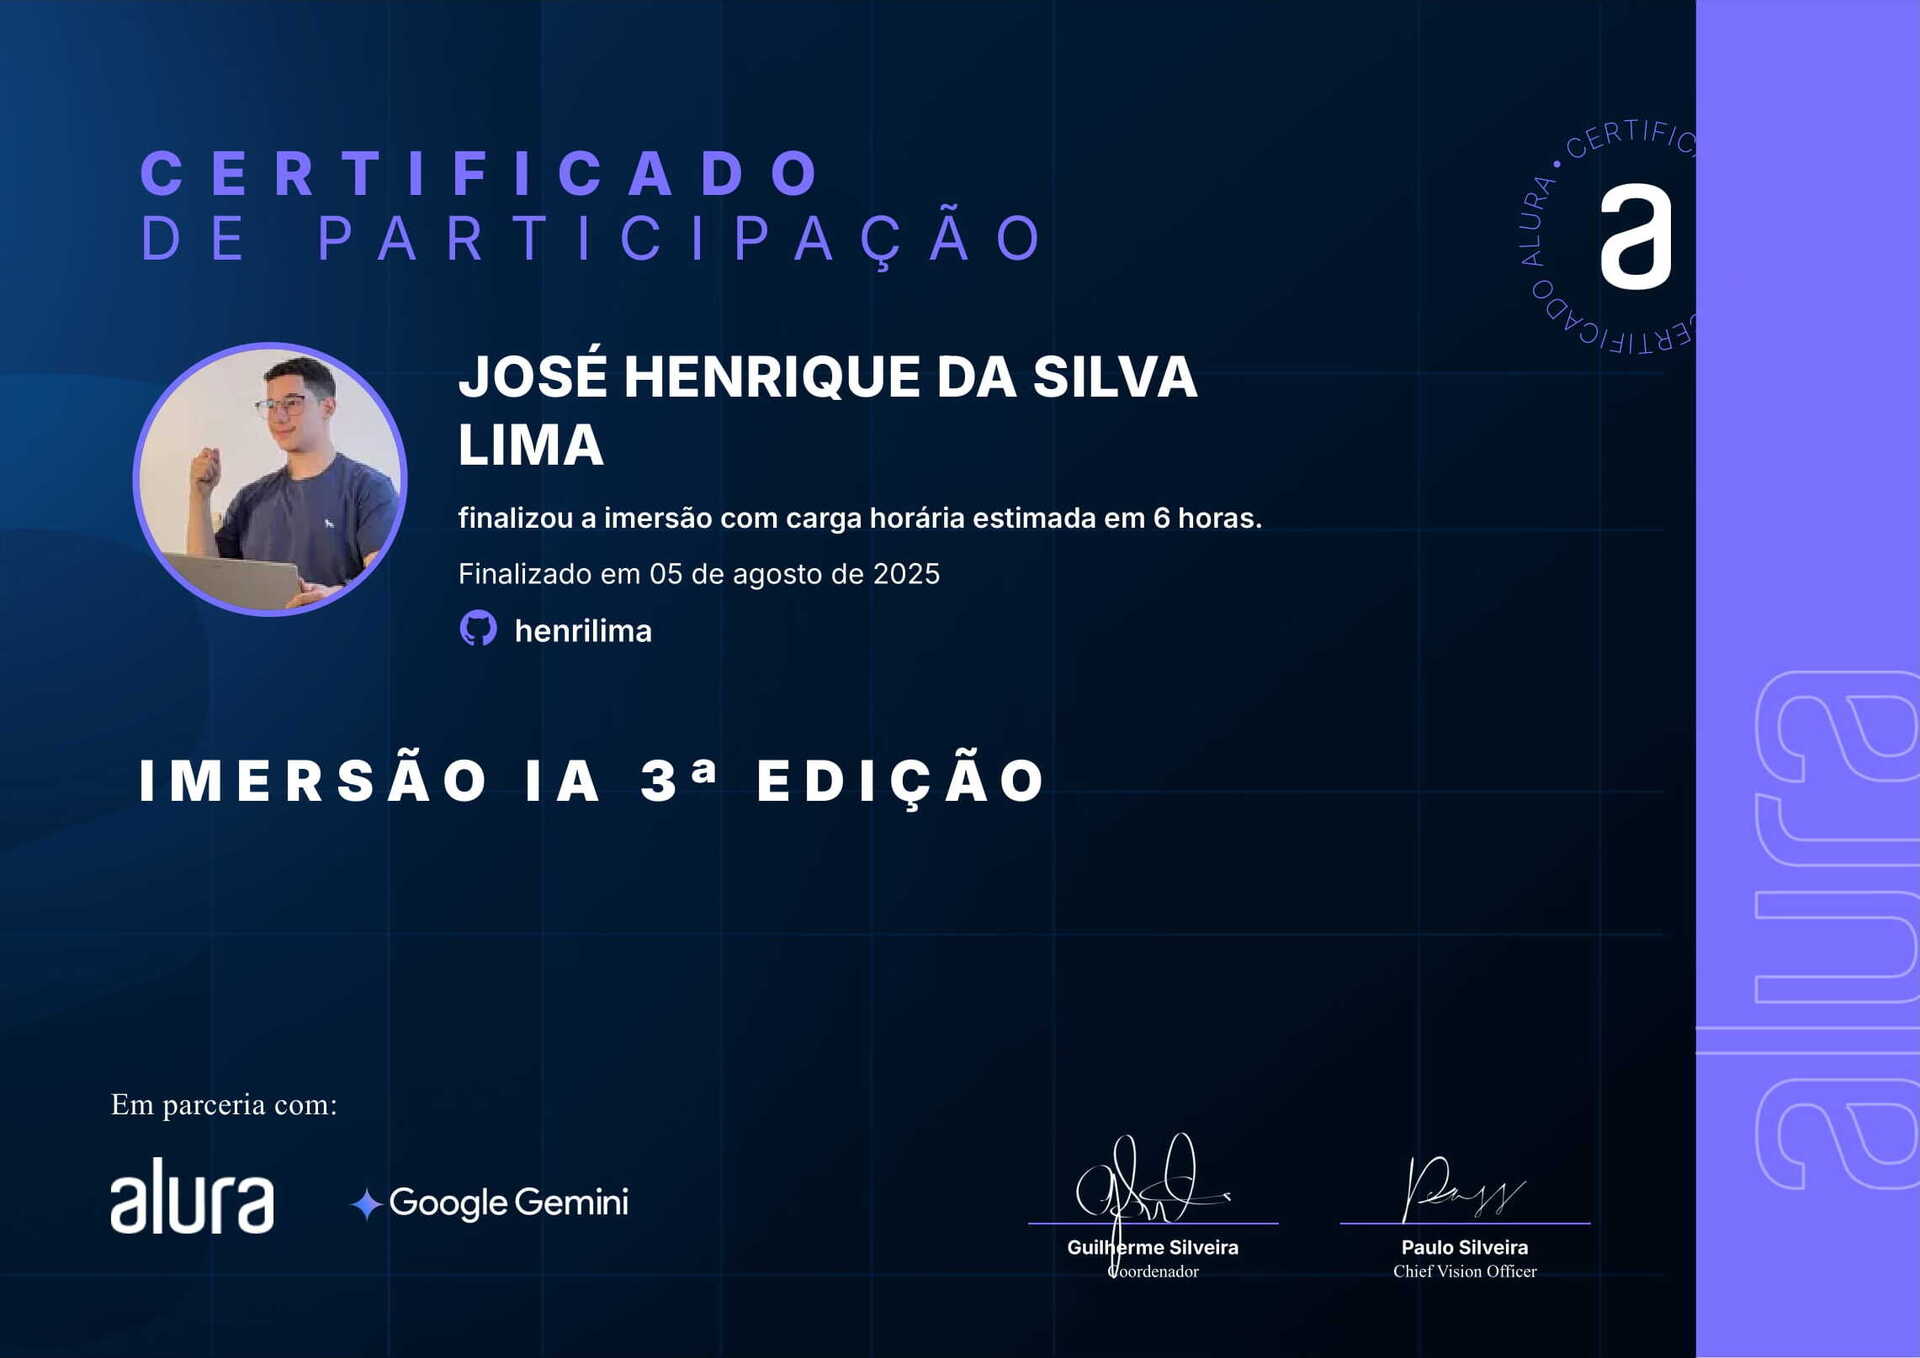 CERTIFICADO
DE PARTICIPAÇÃO
CERTIFICADO ALURA • CERTIFIC
a
JOSÉ HENRIQUE DA SILVA
LIMA
finalizou a imersão com carga horária estimada em 6 horas.
Finalizado em 05 de agosto de 2025
henrilima
IMERSÃO IA 3ª EDIÇÃO
Em parceria com:
alura
Google Gemini
Guilherme Silveira
Coordenador
Paulo Silveira
Chief Vision Officer
alura